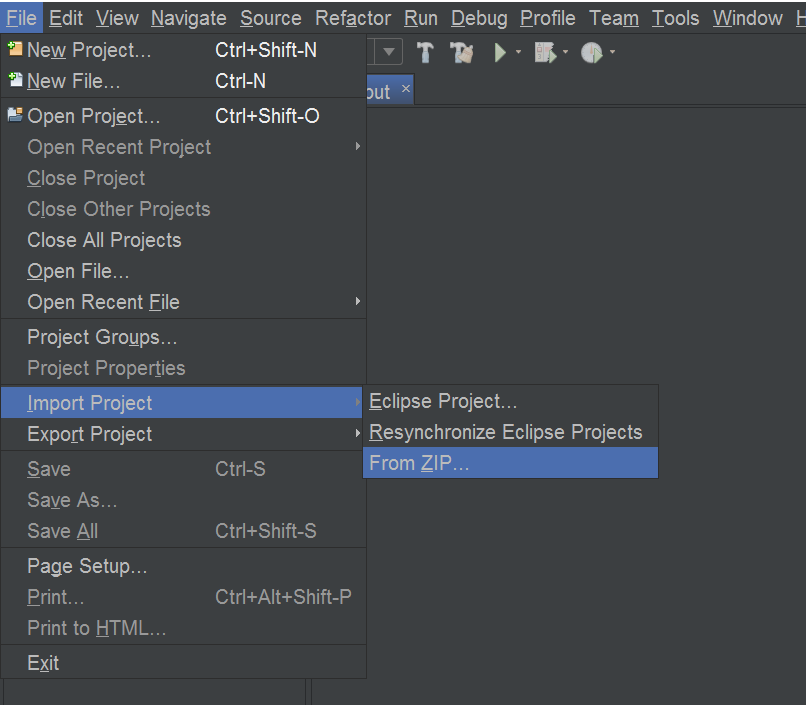 File Edit View Navigate Source Refactor Run Debug Profile Team Tools Window
New Project... Ctrl+Shift-N
New File... Ctrl-N
Open Project... Ctrl+Shift-O
Open Recent Project
Close Project
Close Other Projects
Close All Projects
Open File...
Open Recent File
Project Groups...
Project Properties
Import Project
Eclipse Project...
Resynchronize Eclipse Projects
From ZIP...
Export Project
Save Ctrl-S
Save As...
Save All Ctrl+Shift-S
Page Setup...
Print... Ctrl+Alt+Shift-P
Print to HTML...
Exit